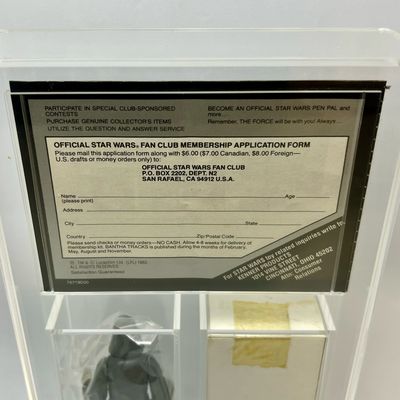 PARTICIPATE IN SPECIAL CLUB-SPONSORED
CONTESTS
PURCHASE GENUINE COLLECTOR'S ITEMS
UTILIZE THE QUESTION AND ANSWER SERVICE
BECOME AN OFFICIAL STAR WARS PEN PAL and
more...
Remember, THE FORCE will be with you! Always...
OFFICIAL STAR WARS® FAN CLUB MEMBERSHIP APPLICATION FORM
Please mail this application form along with $6.00 ($7.00 Canadian, $8.00 Foreign—
U.S. drafts or money orders only) to:
OFFICIAL STAR WARS FAN CLUB
P.O. BOX 2202, DEPT. N2
SAN RAFAEL, CA 94912 U.S.A.
Name Age
(please print)
Address
City State
Country Zip/Postal Code
Please send checks or money orders—NO CASH. Allow 4-8 weeks for delivery of
membership kit. BANTHA TRACKS is published during the months of February,
May, August and November.
ALL RIGHTS RESERVED
Satisfaction Guaranteed
For STAR WARS toy related inquiries write to:
KENNER PRODUCTS
1014 VINE STREET
CINCINNATI, OHIO 45202
Attn: Consumer
Relations